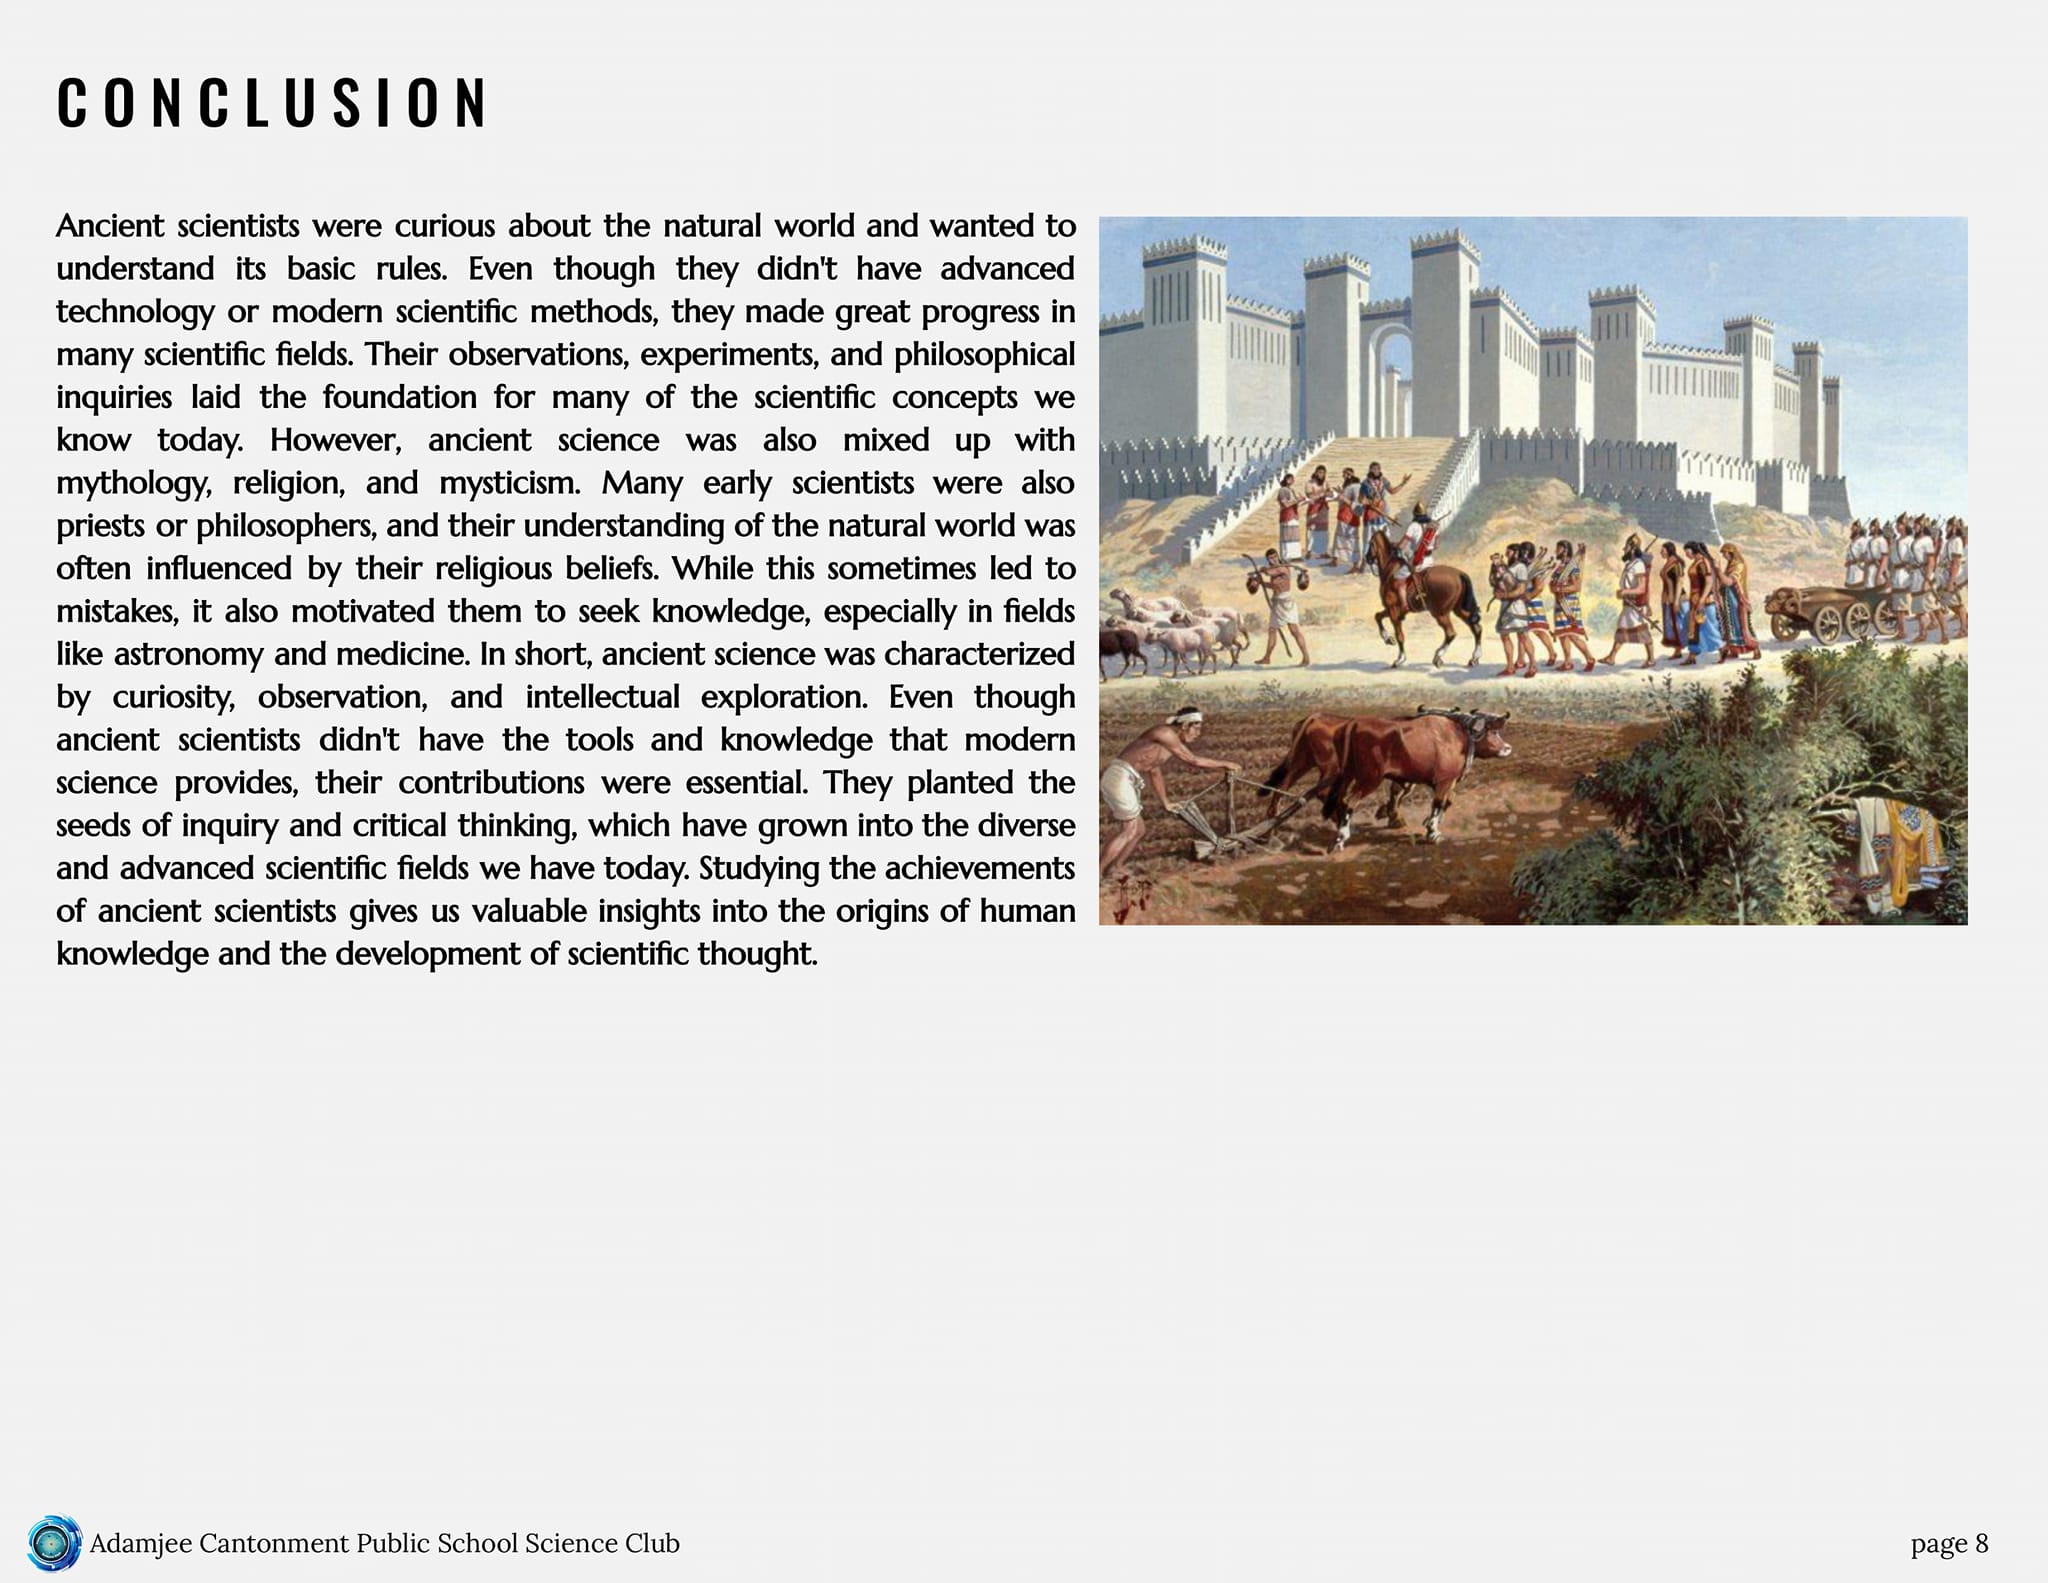 CONCLUSION
Ancient scientists were curious about the natural world and wanted to
understand its basic rules. Even though they didn't have advanced
technology or modern scientific methods, they made great progress in
many scientific fields. Their observations, experiments, and philosophical
inquiries laid the foundation for many of the scientific concepts we
know today. However, ancient science was also mixed up with
mythology, religion, and mysticism. Many early scientists were also
priests or philosophers, and their understanding of the natural world was
often influenced by their religious beliefs. While this sometimes led to
mistakes, it also motivated them to seek knowledge, especially in fields
like astronomy and medicine. In short, ancient science was characterized
by curiosity, observation, and intellectual exploration. Even though
ancient scientists didn't have the tools and knowledge that modern
science provides, their contributions were essential. They planted the
seeds of inquiry and critical thinking, which have grown into the diverse
and advanced scientific fields we have today. Studying the achievements
of ancient scientists gives us valuable insights into the origins of human
knowledge and the development of scientific thought.
Adamjee Cantonment Public School Science Club
page 8